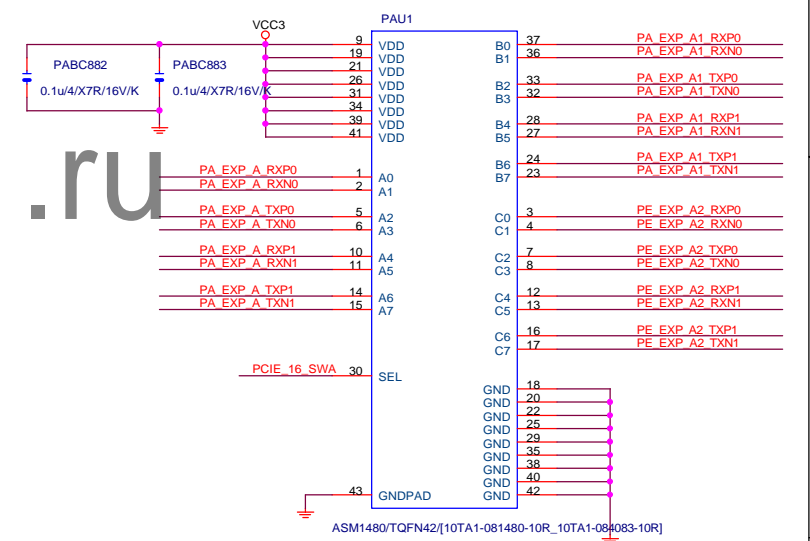 PAU1
VCC3
PABC882
0.1u/4/X7R/16V/K
PABC883
0.1u/4/X7R/16V/K
9 VDD
19 VDD
21 VDD
26 VDD
31 VDD
34 VDD
39 VDD
41 VDD
B0 37 PA_EXP_A1_RXP0
B1 36 PA_EXP_A1_RXN0
B2 33 PA_EXP_A1_TXP0
B3 32 PA_EXP_A1_TXN0
B4 28 PA_EXP_A1_RXP1
B5 27 PA_EXP_A1_RXN1
B6 24 PA_EXP_A1_TXP1
B7 23 PA_EXP_A1_TXN1
.ru
PA_EXP_A_RXP0 1 A0
PA_EXP_A_RXN0 2 A1
PA_EXP_A_TXP0 5 A2
PA_EXP_A_TXN0 6 A3
PA_EXP_A_RXP1 10 A4
PA_EXP_A_RXN1 11 A5
PA_EXP_A_TXP1 14 A6
PA_EXP_A_TXN1 15 A7
C0 3 PE_EXP_A2_RXP0
C1 4 PE_EXP_A2_RXN0
C2 7 PE_EXP_A2_TXP0
C3 8 PE_EXP_A2_TXN0
C4 12 PE_EXP_A2_RXP1
C5 13 PE_EXP_A2_RXN1
C6 16 PE_EXP_A2_TXP1
C7 17 PE_EXP_A2_TXN1
PCIE_16_SWA 30 SEL
GND 18
GND 20
GND 22
GND 25
GND 29
GND 35
GND 38
GND 40
GND 42
43 GNDPAD
ASM1480/TQFN42/[10TA1-081480-10R_10TA1-084083-10R]